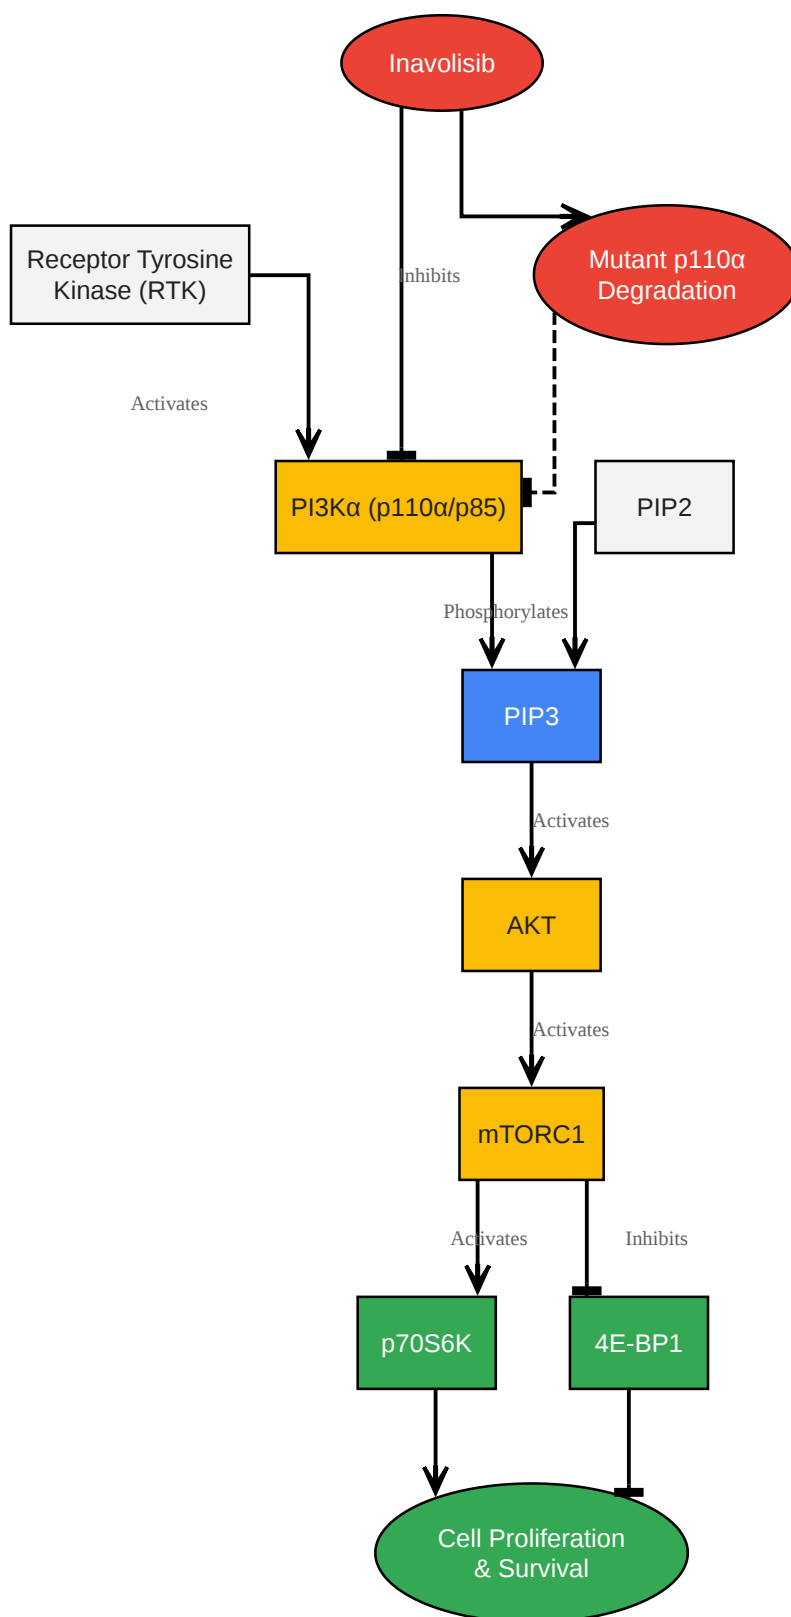 Inavolisib
Receptor Tyrosine
Kinase (RTK)
Mutant p110α
Degradation
Inhibits
Activates
PI3Kα (p110α/p85)
PIP2
Phosphorylates
PIP3
Activates
AKT
Activates
mTORC1
Activates
Inhibits
p70S6K
4E-BP1
Cell Proliferation
& Survival